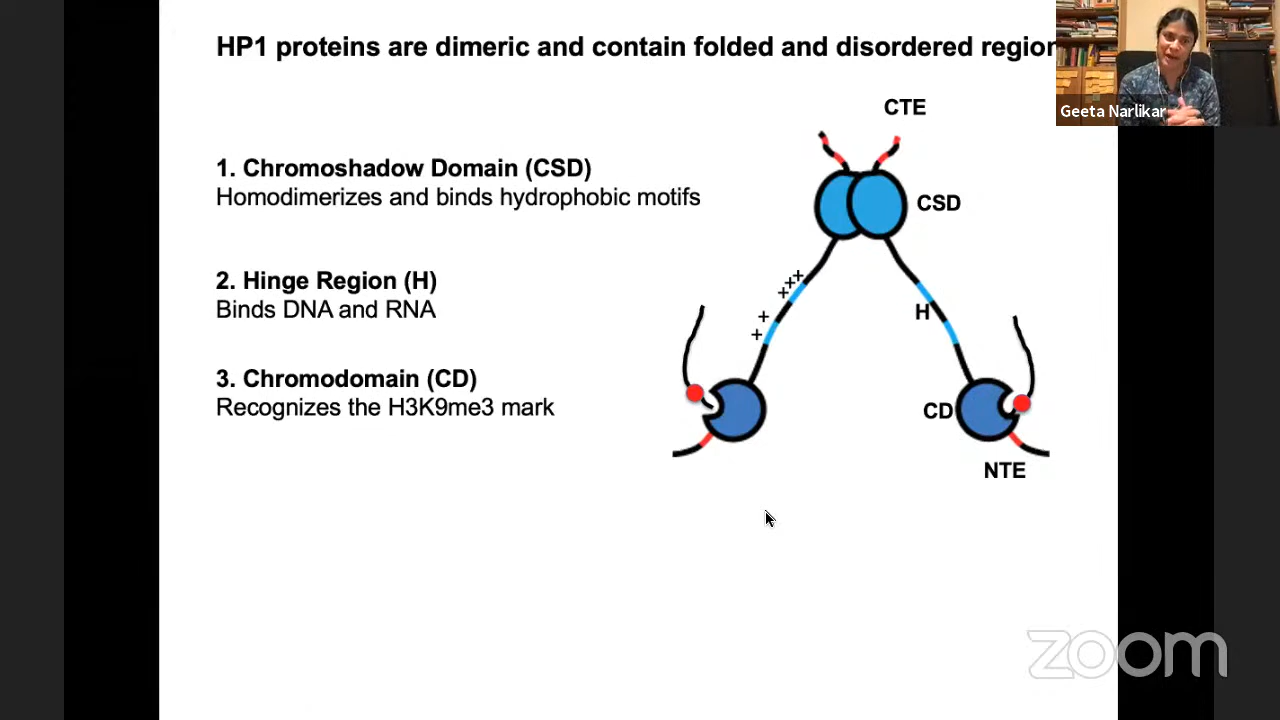 HP1 proteins are dimeric and contain folded and disordered region
Geeta Narlikar
CTE
1. Chromoshadow Domain (CSD)
Homodimerizes and binds hydrophobic motifs
CSD
2. Hinge Region (H)
Binds DNA and RNA
+++
++
H
3. Chromodomain (CD)
Recognizes the H3K9me3 mark
CD
NTE
zoom